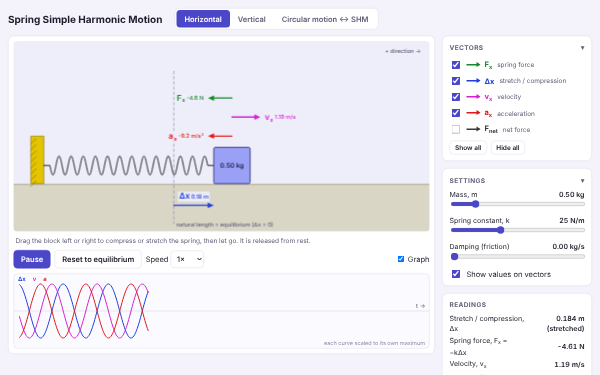 Spring Simple Harmonic Motion
Horizontal
Vertical
Circular motion ↔ SHM
+ direction →
Fx -4.6 N
vx 1.19 m/s
ax -9.2 m/s²
0.50 kg
Δx 0.18 m
natural length = equilibrium (Δx = 0)
Drag the block left or right to compress or stretch the spring, then let go. It is released from rest.
Pause
Reset to equilibrium
Speed
1×
Graph
Δx v a
t →
each curve scaled to its own maximum
VECTORS
Fx spring force
Δx stretch / compression
vx velocity
ax acceleration
Fnet net force
Show all
Hide all
SETTINGS
Mass, m 0.50 kg
Spring constant, k 25 N/m
Damping (friction) 0.00 kg/s
Show values on vectors
READINGS
Stretch / compression, 0.184 m
Δx (stretched)
Spring force, Fx = -4.61 N
−kΔx
Velocity, vx 1.19 m/s